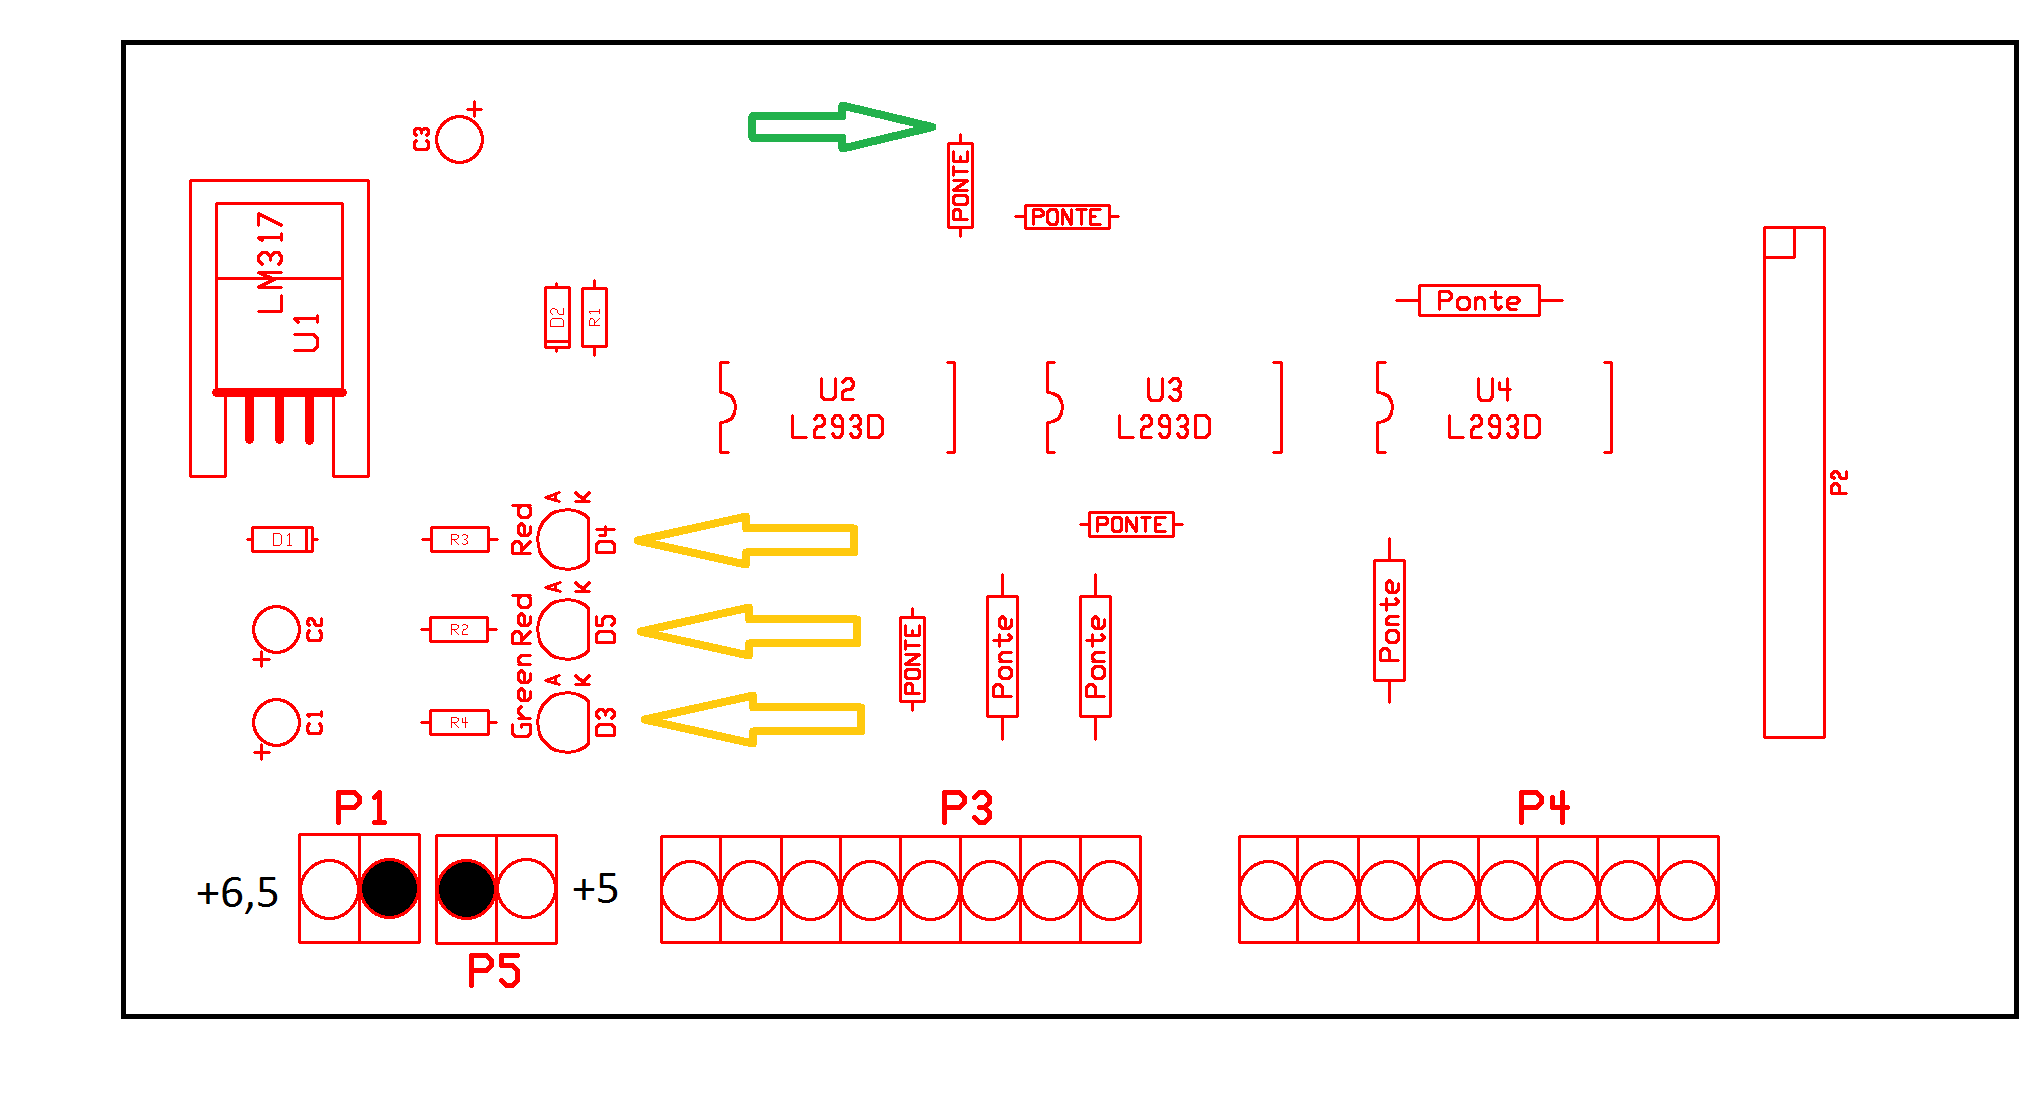 +
C3
PONTE
PONTE
LM317
U1
D2
R1
Ponte
U2
L293D
U3
L293D
U4
L293D
P2
A
K
Red
D4
D1
R3
PONTE
A
K
Red
D5
C2
+
R2
PONTE
Ponte
Ponte
Ponte
A
K
Green
D3
C1
+
R4
P1
P3
P4
+6,5
+5
P5